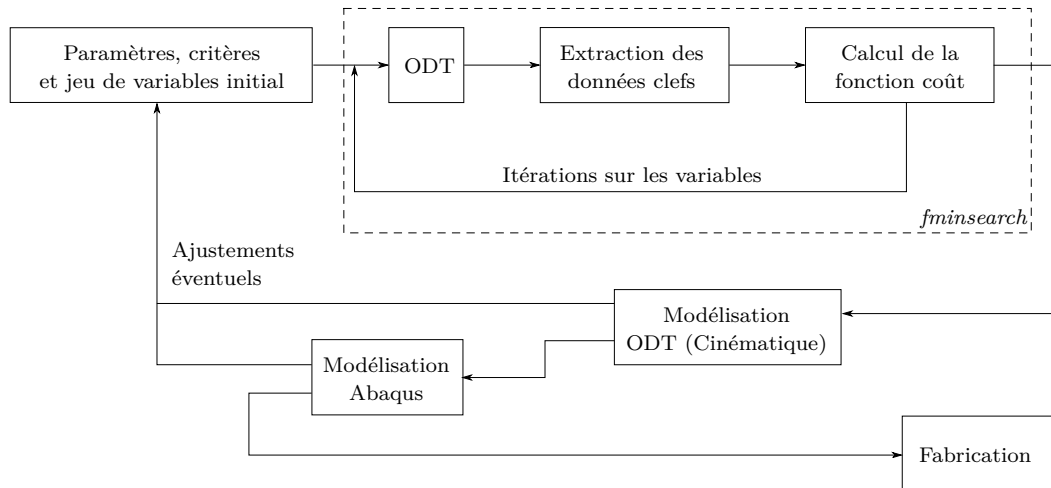 Paramètres, critères
et jeu de variables initial
ODT
Extraction des
données clefs
Calcul de la
fonction coût
Itérations sur les variables
fminsearch
Ajustements
éventuels
Modélisation
ODT (Cinématique)
Modélisation
Abaqus
Fabrication